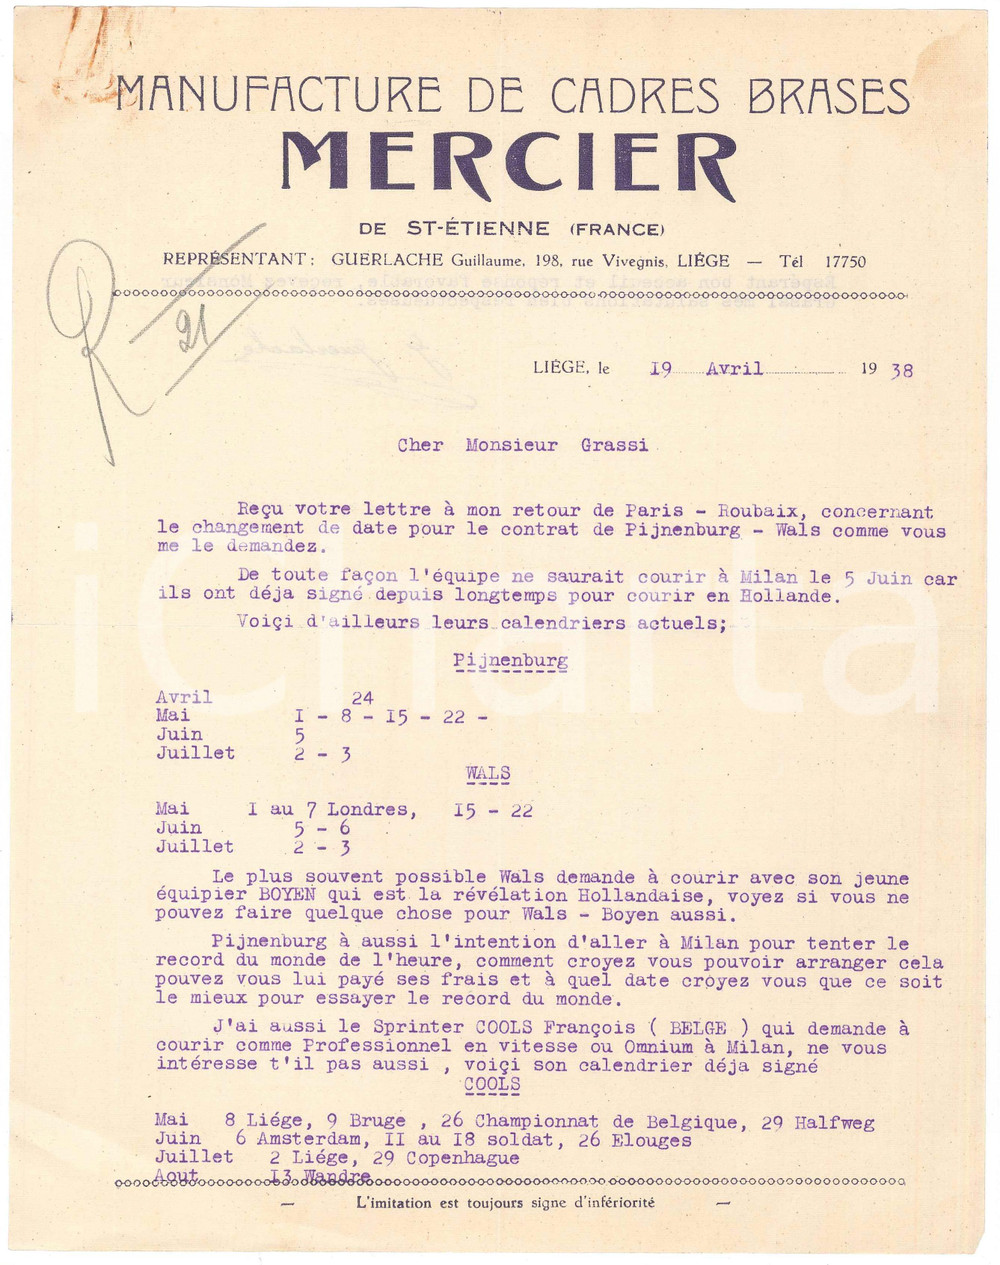 MANUFACTURE DE CADRES BRASES
MERCIER
DE ST-ÉTIENNE (FRANCE)
REPRÉSENTANT: GUERLACHE Guillaume, 198, rue Vivegnis, LIÉGE — Tél 17750
R 21
LIÉGE, le 19 Avril 1938
Cher Monsieur Grassi
Reçu votre lettre à mon retour de Paris - Roubaix, concernant
le changement de date pour le contrat de Pijnenburg - Wals comme vous
me le demandez.
De toute façon l'équipe ne saurait courir à Milan le 5 Juin car
ils ont déja signé depuis longtemps pour courir en Hollande.
Voiçi d'ailleurs leurs calendriers actuels;
Pijnenburg
Avril 24
Mai I - 8 - I5 - 22 -
Juin 5
Juillet 2 - 3
WALS
Mai I au 7 Londres, I5 - 22
Juin 5 - 6
Juillet 2 - 3
Le plus souvent possible Wals demande à courir avec son jeune
équipier BOYEN qui est la révélation Hollandaise, voyez si vous ne
pouvez faire quelque chose pour Wals - Boyen aussi.
Pijnenburg à aussi l'intention d'aller à Milan pour tenter le
record du monde de l'heure, comment croyez vous pouvoir arranger cela
pouvez vous lui payé ses frais et à quel date croyez vous que ce soit
le mieux pour essayer le record du monde.
J'ai aussi le Sprinter COOLS François ( BELGE ) qui demande à
courir comme Professionnel en vitesse ou Omnium à Milan, ne vous
intéresse t'il pas aussi , voiçi son calendrier déja signé
COOLS
Mai 8 Liége, 9 Bruge , 26 Championnat de Belgique, 29 Halfweg
Juin 6 Amsterdam, II au I8 soldat, 26 Elouges
Juillet 2 Liége, 29 Copenhague
Aout I3 Wandre
— L'imitation est toujours signe d'infériorité —
iCharta